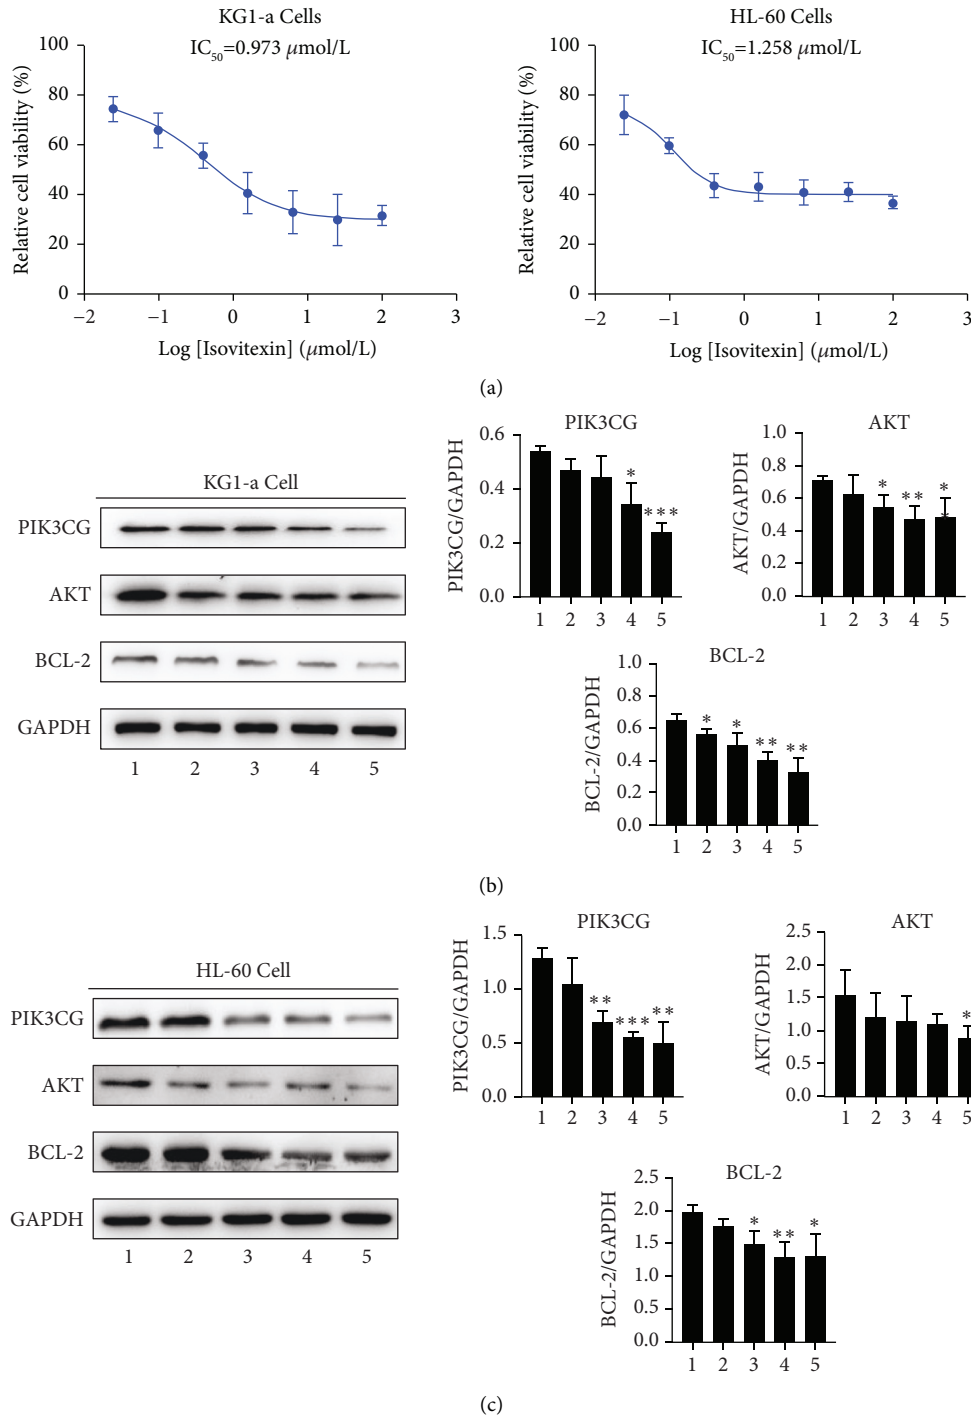 KG1-a Cells
IC50=0.973 μmol/L
Relative cell viability (%)
100
80
60
40
20
0
−2 −1 0 1 2 3
Log [Isovitexin] (μmol/L)
HL-60 Cells
IC50=1.258 μmol/L
Relative cell viability (%)
100
80
60
40
20
0
−2 −1 0 1 2 3
Log [Isovitexin] (μmol/L)
(a)
KG1-a Cell
PIK3CG
AKT
BCL-2
GAPDH
1 2 3 4 5
PIK3CG
PIK3CG/GAPDH
0.6
0.4
0.2
0.0
*
***
1 2 3 4 5
AKT
AKT/GAPDH
1.0
0.8
0.6
0.4
0.2
0.0
* ** *
*
1 2 3 4 5
BCL-2
BCL-2/GAPDH
1.0
0.8
0.6
0.4
0.2
0.0
* * ** **
1 2 3 4 5
(b)
HL-60 Cell
PIK3CG
AKT
BCL-2
GAPDH
1 2 3 4 5
PIK3CG
PIK3CG/GAPDH
1.5
1.0
0.5
0.0
** *** **
1 2 3 4 5
AKT
AKT/GAPDH
2.5
2.0
1.5
1.0
0.5
0.0
*
1 2 3 4 5
BCL-2
BCL-2/GAPDH
2.5
2.0
1.5
1.0
0.5
0.0
* ** *
1 2 3 4 5
(c)